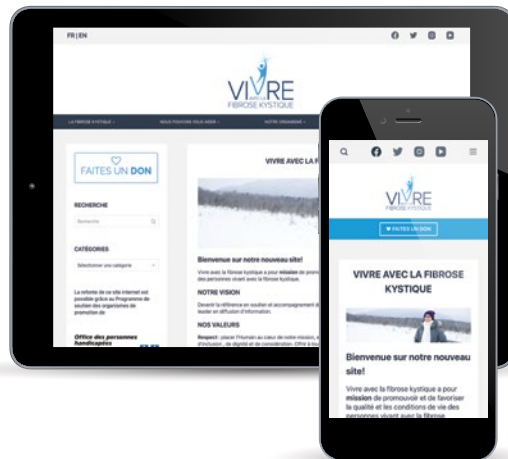 FR | EN
VIVRE
AVEC LA
FIBROSE KYSTIQUE
LA FIBROSE KYSTIQUE
NOUS POUVONS VOUS AIDER
NOTRE ORGANISME
FAITES UN DON
RECHERCHE
Recherche
CATÉGORIES
Sélectionner une catégorie
La refonte de ce site internet est
possible grâce au Programme de
soutien des organismes de
promotion de
Office des personnes
handicapées
VIVRE AVEC LA F
Bienvenue sur notre nouveau site!
Vivre avec la fibrose kystique a pour mission de promo
des personnes vivant avec la fibrose kystique.
NOTRE VISION
Devenir la référence en soutien et accompagnement d
leader en diffusion d'information.
NOS VALEURS
Respect : placer l'Humain au cœur de notre mission, e
d'inclusion , de dignité et de considération. Offrir à tou
VIVRE
AVEC LA
FIBROSE KYSTIQUE
FAITES UN DON
VIVRE AVEC LA FIBROSE
KYSTIQUE
Bienvenue sur notre nouveau
site!
Vivre avec la fibrose kystique a pour
mission de promouvoir et de favoriser
la qualité et les conditions de vie des
personnes vivant avec la fibrose